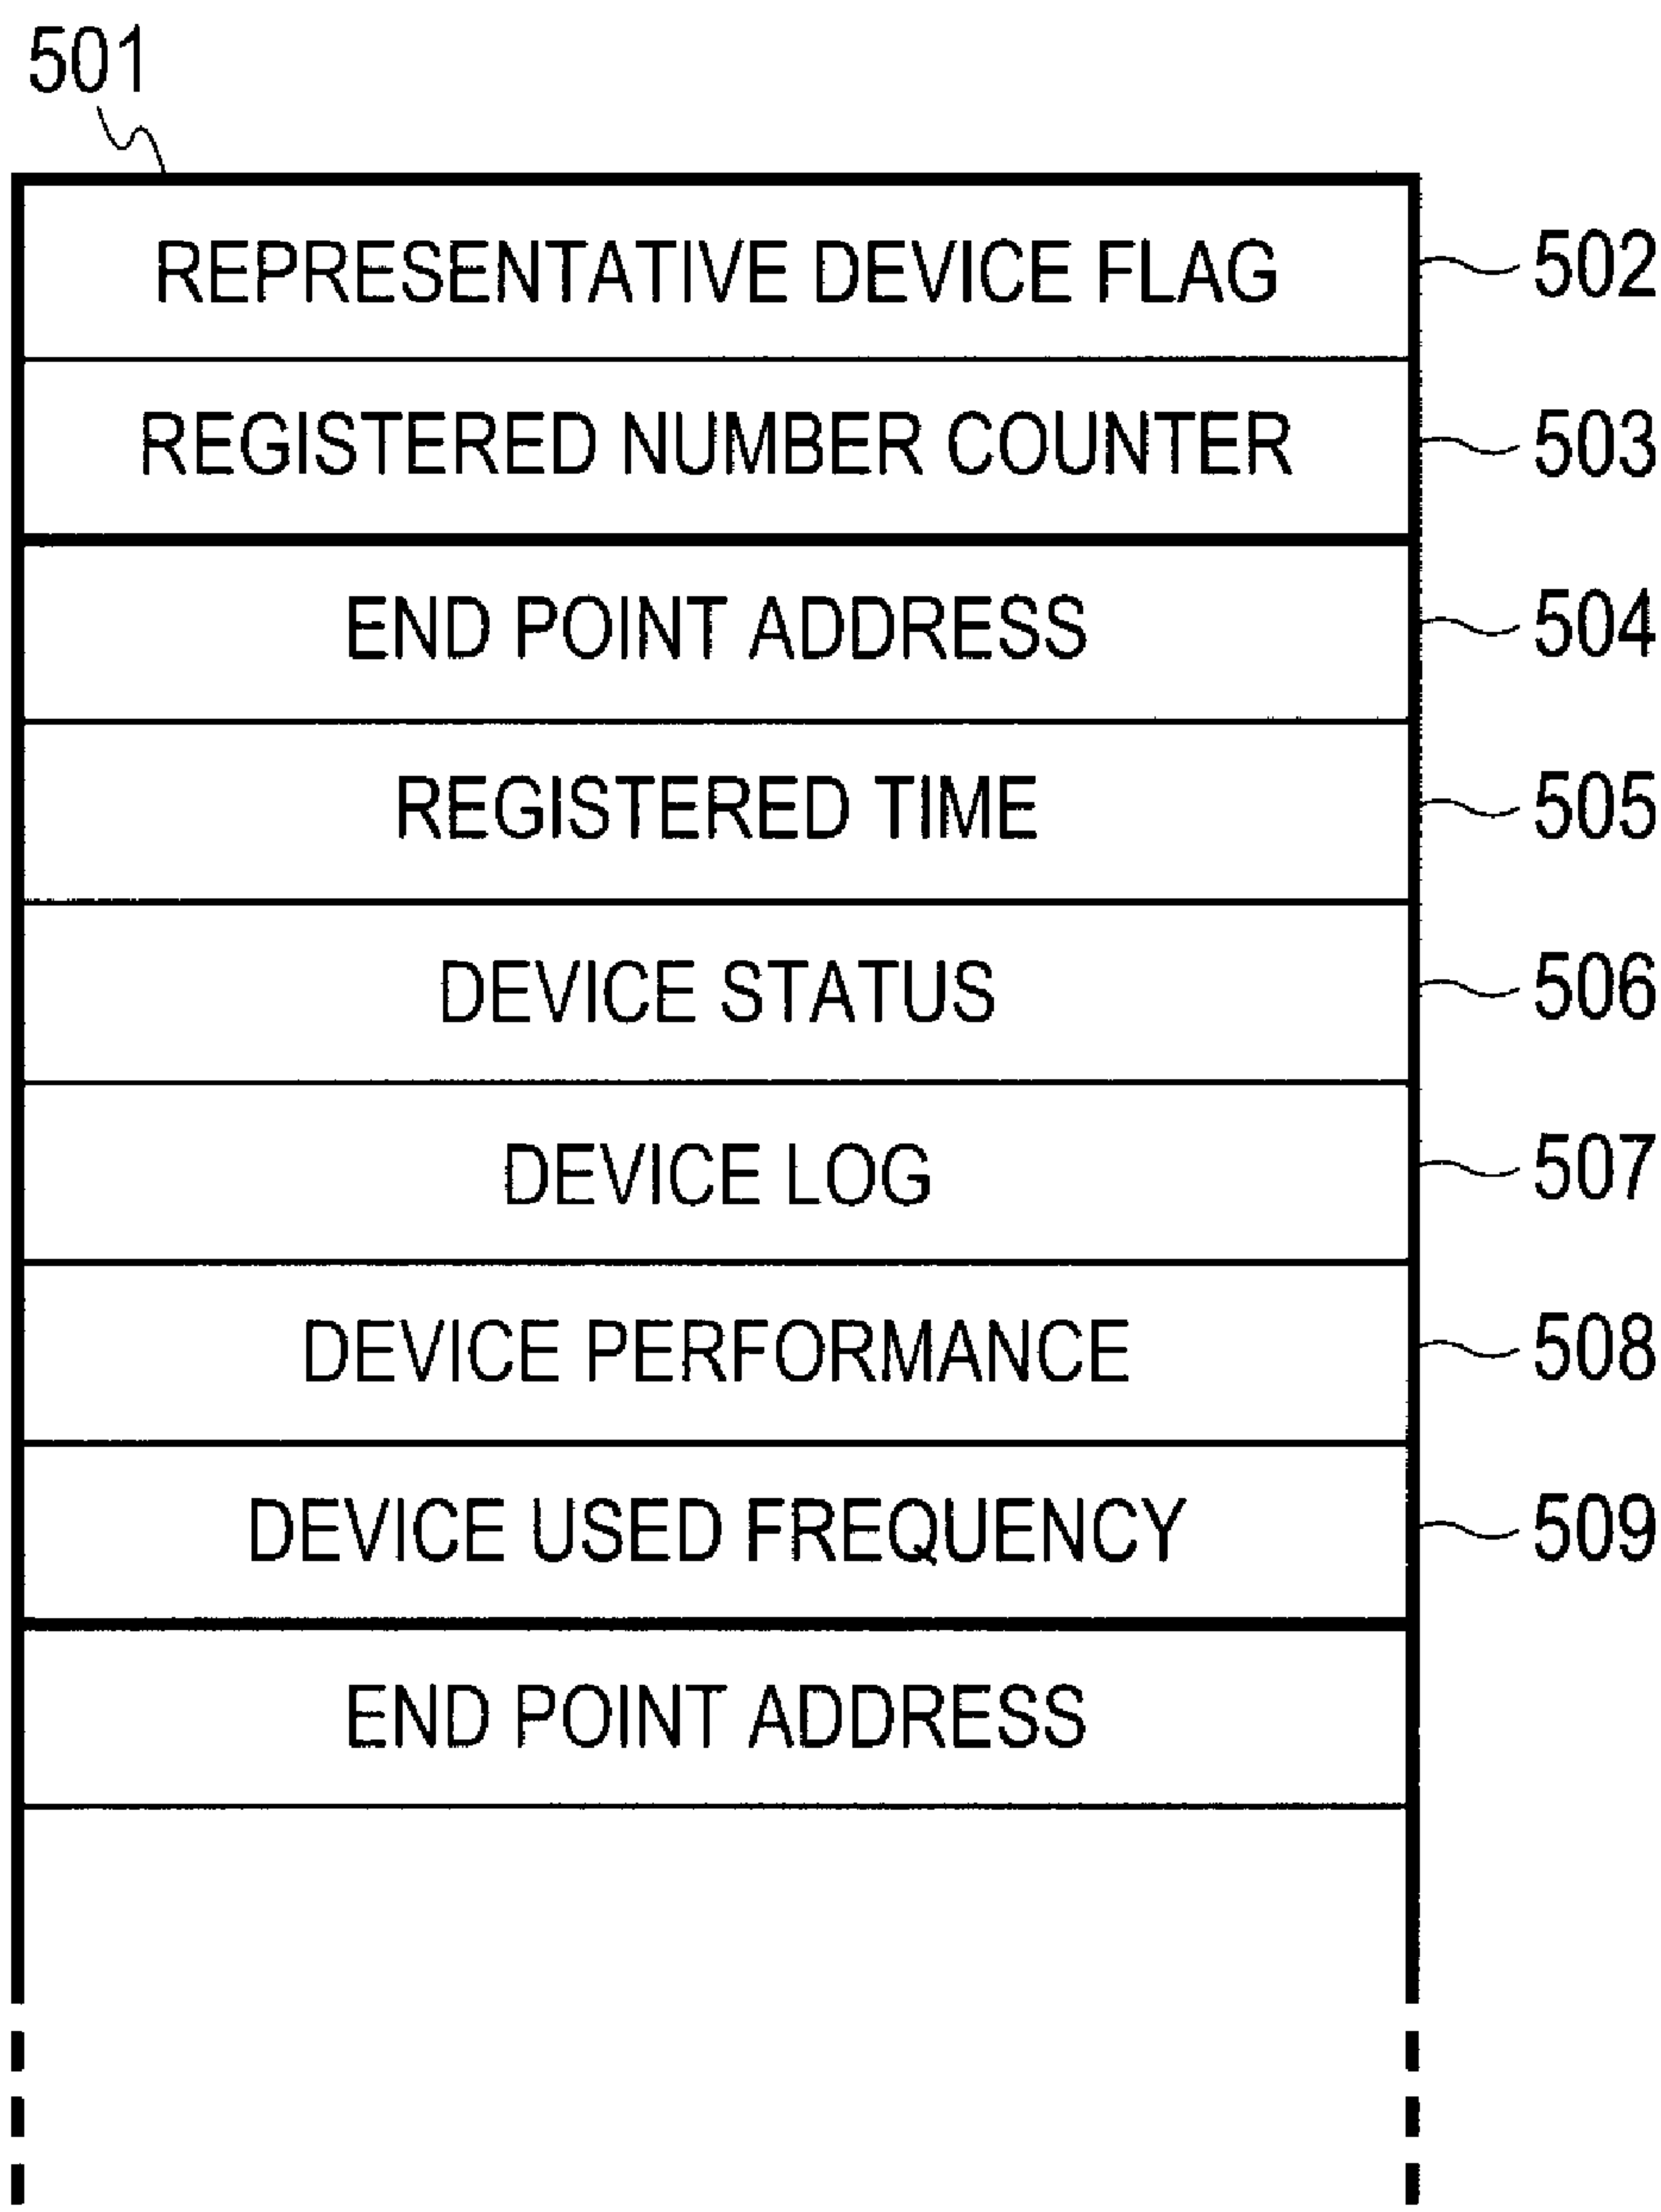 501
REPRESENTATIVE DEVICE FLAG 502
REGISTERED NUMBER COUNTER 503
END POINT ADDRESS 504
REGISTERED TIME 505
DEVICE STATUS 506
DEVICE LOG 507
DEVICE PERFORMANCE 508
DEVICE USED FREQUENCY 509
END POINT ADDRESS